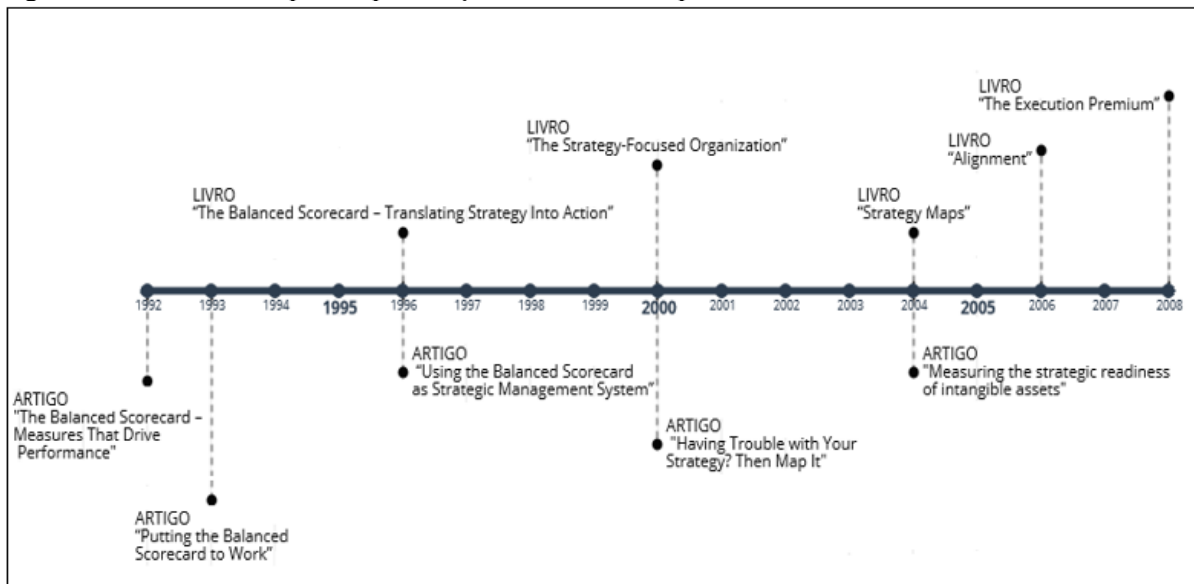 LIVRO
“The Execution Premium”
LIVRO
“The Strategy-Focused Organization”
LIVRO
“Alignment”
LIVRO
“The Balanced Scorecard – Translating Strategy Into Action”
LIVRO
“Strategy Maps”
1992 1993 1994 1995 1996 1997 1998 1999 2000 2001 2002 2003 2004 2005 2006 2007 2008
ARTIGO
"The Balanced Scorecard –
Measures That Drive
Performance"
ARTIGO
“Using the Balanced Scorecard
as Strategic Management System”
ARTIGO
"Measuring the strategic readiness
of intangible assets"
ARTIGO
"Having Trouble with Your
Strategy? Then Map It"
ARTIGO
“Putting the Balanced
Scorecard to Work”